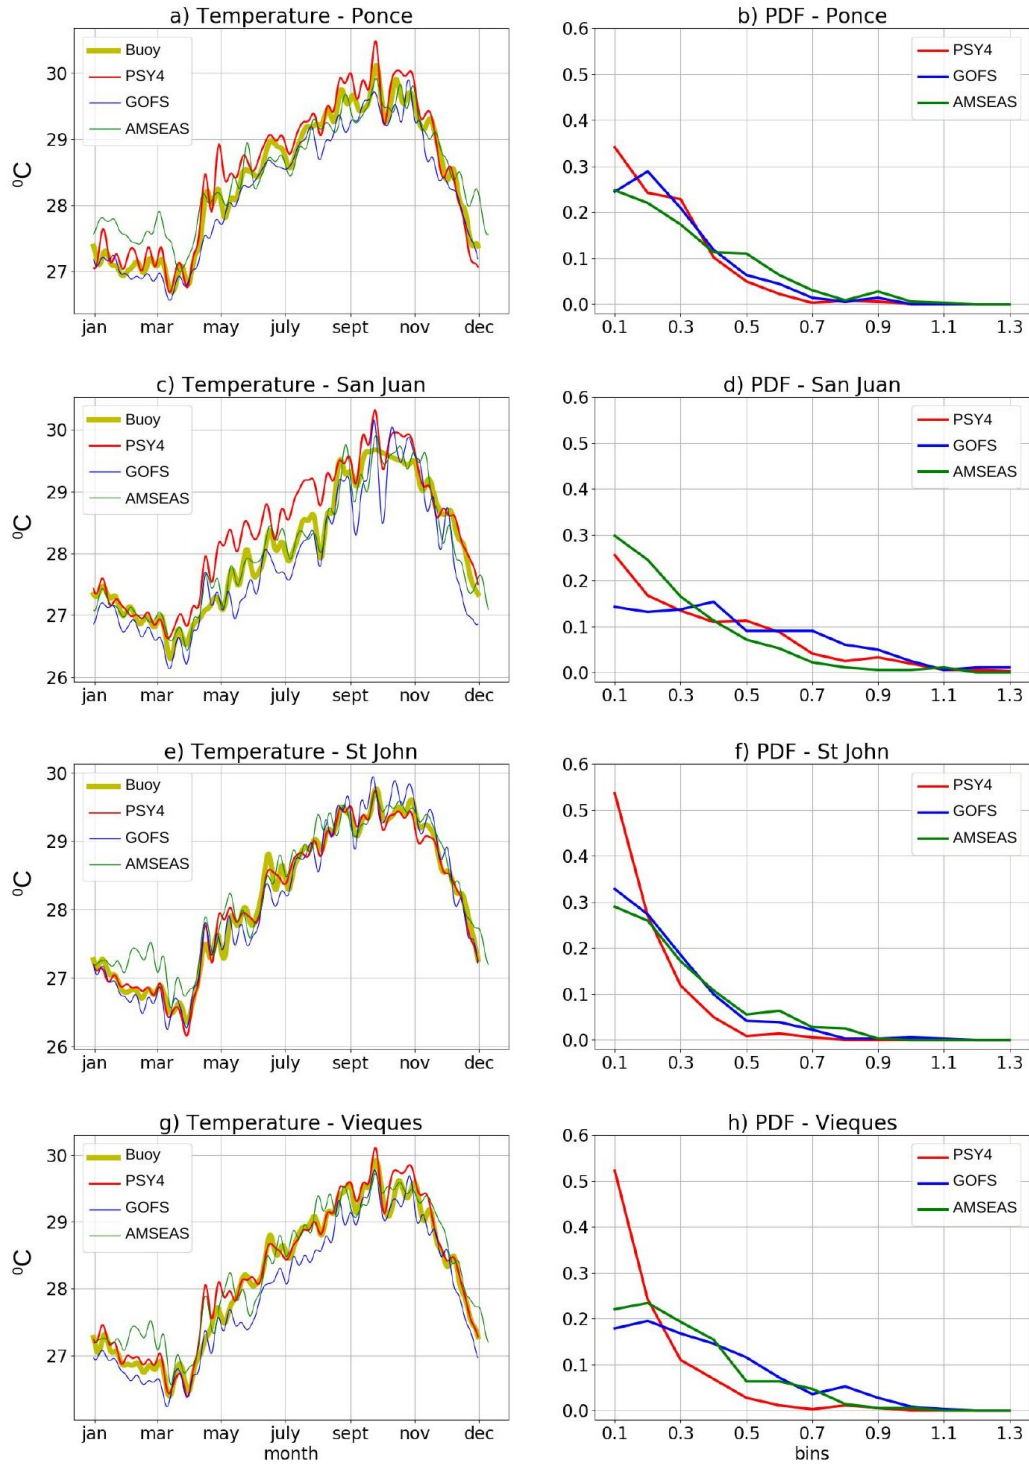 a) Temperature - Ponce
Buoy
PSY4
GOFS
AMSEAS
30
29
28
27
⁰C
jan mar may july sept nov dec
b) PDF - Ponce
PSY4
GOFS
AMSEAS
0.6
0.5
0.4
0.3
0.2
0.1
0.0
0.1 0.3 0.5 0.7 0.9 1.1 1.3
c) Temperature - San Juan
Buoy
PSY4
GOFS
AMSEAS
30
29
28
27
26
⁰C
jan mar may july sept nov dec
d) PDF - San Juan
PSY4
GOFS
AMSEAS
0.6
0.5
0.4
0.3
0.2
0.1
0.0
0.1 0.3 0.5 0.7 0.9 1.1 1.3
e) Temperature - St John
Buoy
PSY4
GOFS
AMSEAS
30
29
28
27
26
⁰C
jan mar may july sept nov dec
f) PDF - St John
PSY4
GOFS
AMSEAS
0.6
0.5
0.4
0.3
0.2
0.1
0.0
0.1 0.3 0.5 0.7 0.9 1.1 1.3
g) Temperature - Vieques
Buoy
PSY4
GOFS
AMSEAS
30
29
28
27
⁰C
jan mar may july sept nov dec
month
h) PDF - Vieques
PSY4
GOFS
AMSEAS
0.6
0.5
0.4
0.3
0.2
0.1
0.0
0.1 0.3 0.5 0.7 0.9 1.1 1.3
bins